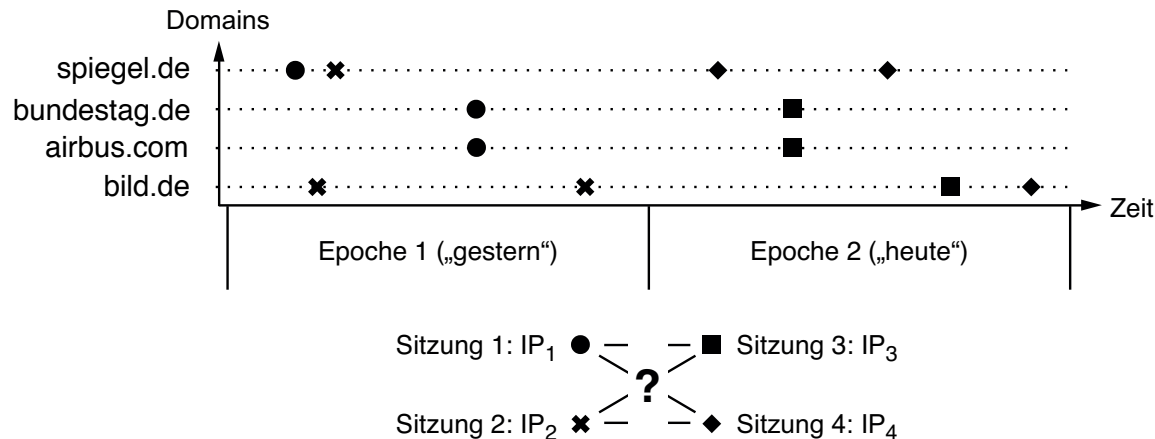 Domains
spiegel.de
bundestag.de
airbus.com
bild.de
Zeit
Epoche 1 („gestern“) Epoche 2 („heute“)
Sitzung 1: IP1 Sitzung 3: IP3
?
Sitzung 2: IP2 Sitzung 4: IP4